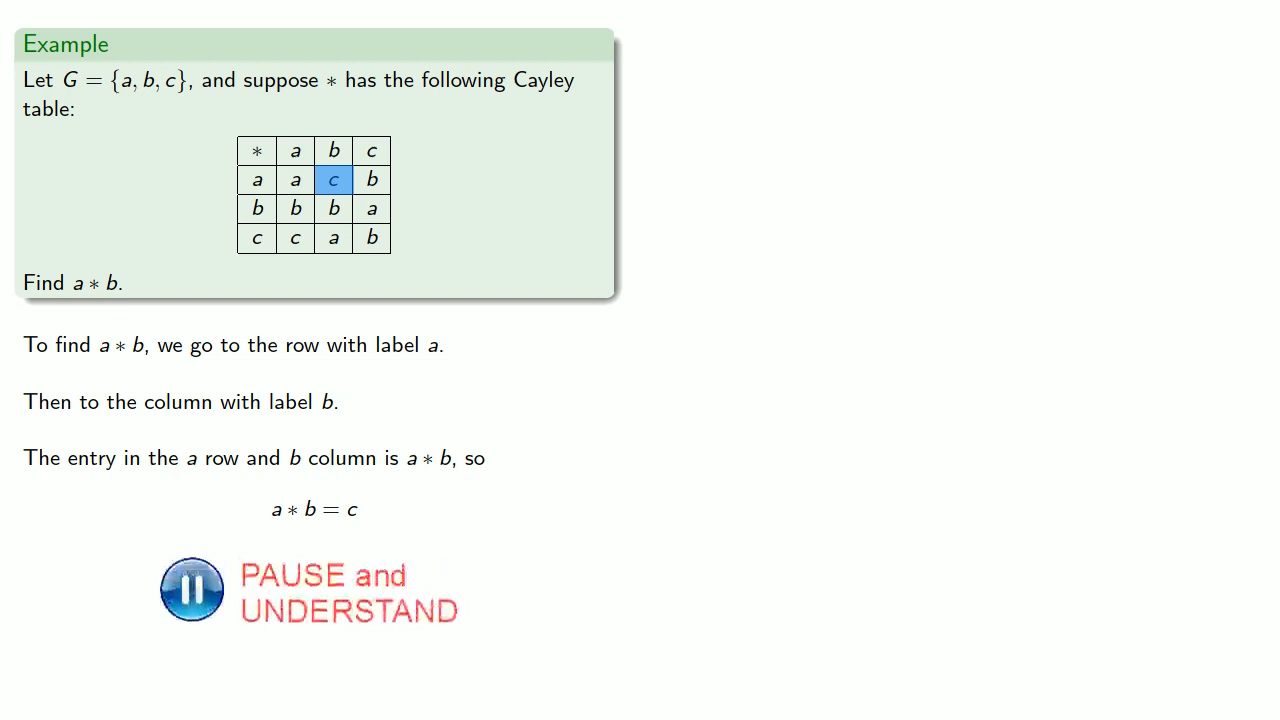 Example
Let G = {a, b, c}, and suppose ∗ has the following Cayley
table:
∗ a b c
a a c b
b b b a
c c a b
Find a ∗ b.
To find a ∗ b, we go to the row with label a.
Then to the column with label b.
The entry in the a row and b column is a ∗ b, so
a ∗ b = c
PAUSE and
UNDERSTAND